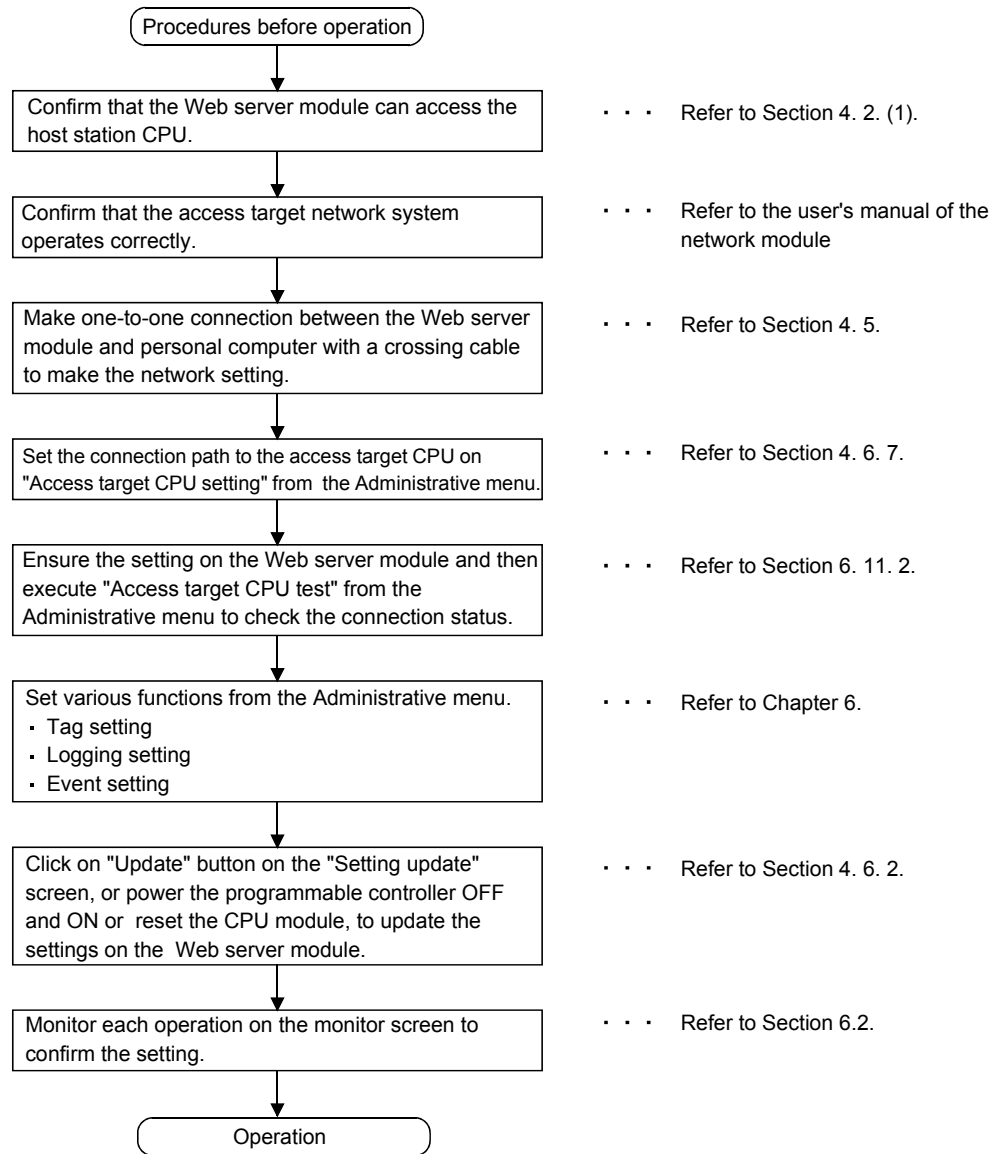 Procedures before operation
Confirm that the Web server module can access the
host station CPU.
· · · Refer to Section 4. 2. (1).
Confirm that the access target network system
operates correctly.
· · · Refer to the user's manual of the
network module
Make one-to-one connection between the Web server
module and personal computer with a crossing cable
to make the network setting.
· · · Refer to Section 4. 5.
Set the connection path to the access target CPU on
"Access target CPU setting" from the Administrative menu.
· · · Refer to Section 4. 6. 7.
Ensure the setting on the Web server module and then
execute "Access target CPU test" from the
Administrative menu to check the connection status.
· · · Refer to Section 6. 11. 2.
Set various functions from the Administrative menu.
· Tag setting
· Logging setting
· Event setting
· · · Refer to Chapter 6.
Click on "Update" button on the "Setting update"
screen, or power the programmable controller OFF
and ON or reset the CPU module, to update the
settings on the Web server module.
· · · Refer to Section 4. 6. 2.
Monitor each operation on the monitor screen to
confirm the setting.
· · · Refer to Section 6.2.
Operation